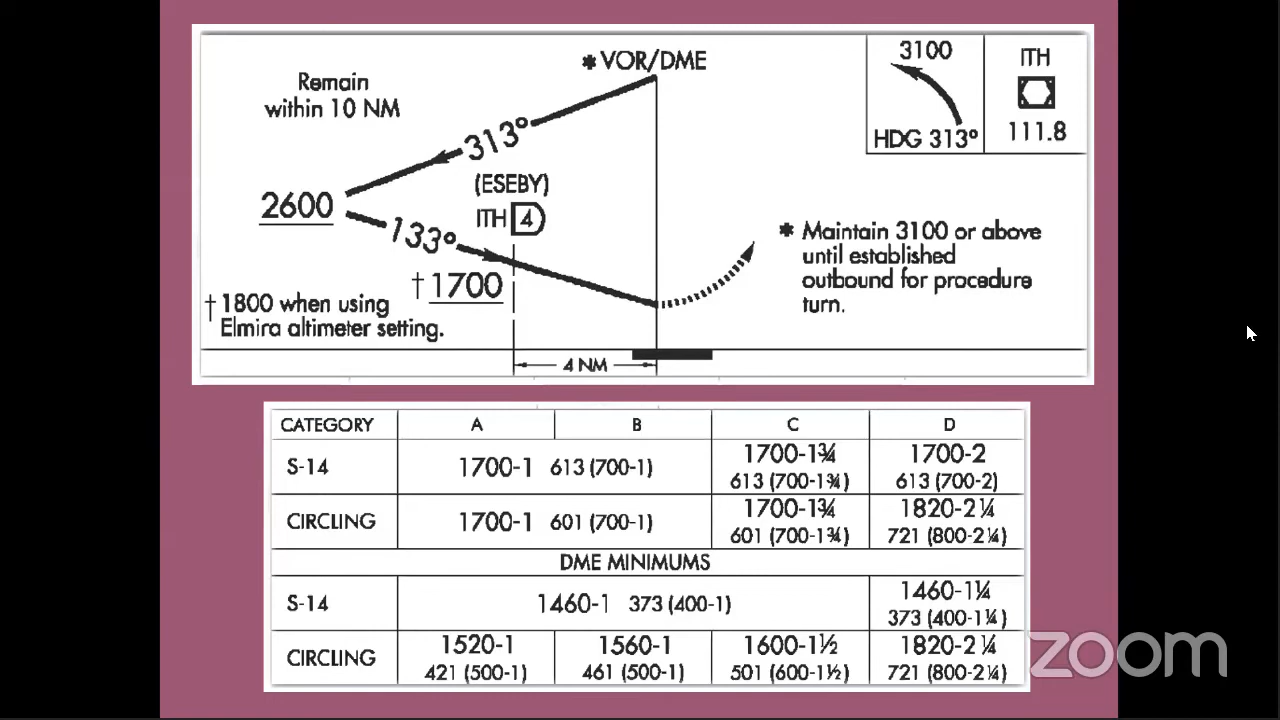 * VOR/DME
Remain
within 10 NM
313°
(ESEBY)
ITH 4
2600
133°
† 1700
† 1800 when using
Elmira altimeter setting.
4 NM
3100
HDG 313°
ITH
111.8
* Maintain 3100 or above
until established
outbound for procedure
turn.
CATEGORY A B C D
S-14 1700-1 613 (700-1) 1700-1¾ 613 (700-1¾) 1700-2 613 (700-2)
CIRCLING 1700-1 601 (700-1) 1700-1¾ 601 (700-1¾) 1820-2¼ 721 (800-2¼)
DME MINIMUMS
S-14 1460-1 373 (400-1) 1460-1¼ 373 (400-1¼)
CIRCLING 1520-1 421 (500-1) 1560-1 461 (500-1) 1600-1½ 501 (600-1½) 1820-2¼ 721 (800-2¼)
zoom